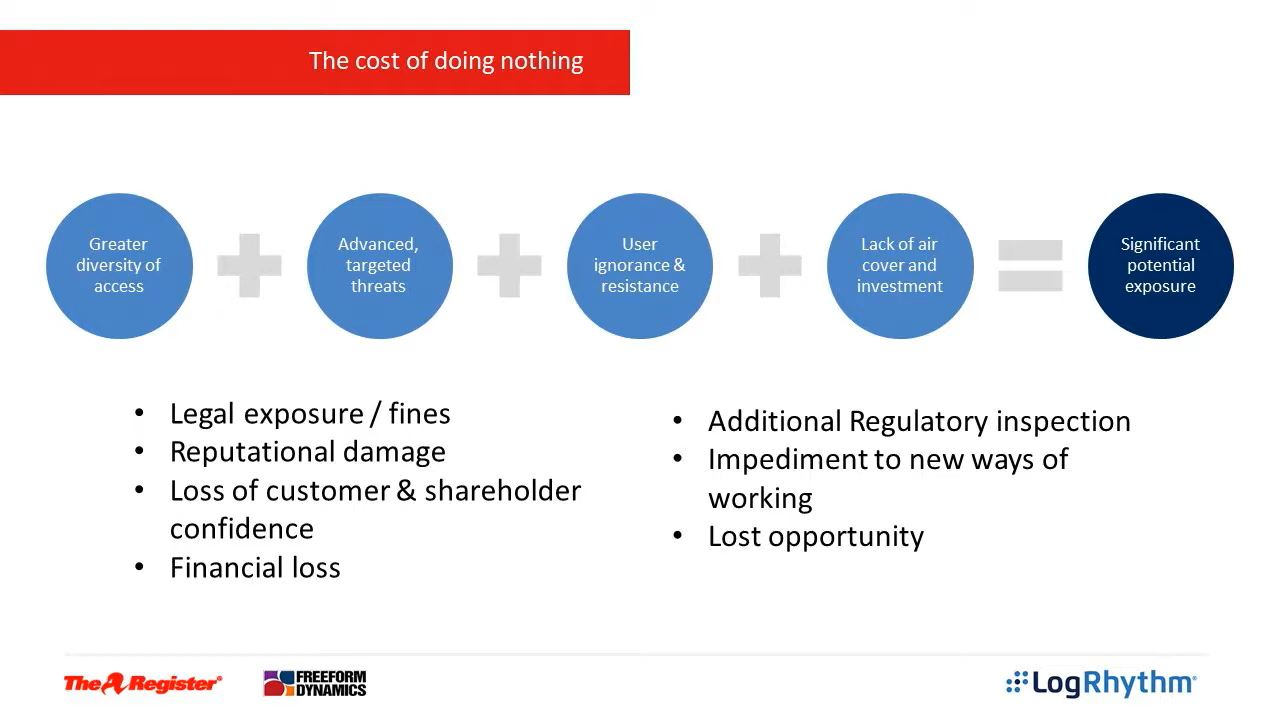 The cost of doing nothing
Greater
diversity of
access
Advanced,
targeted
threats
User
ignorance &
resistance
Lack of air
cover and
investment
Significant
potential
exposure
• Legal exposure / fines
• Reputational damage
• Loss of customer & shareholder
confidence
• Financial loss
• Additional Regulatory inspection
• Impediment to new ways of
working
• Lost opportunity
The Register®
FREEFORM
DYNAMICS
LogRhythm